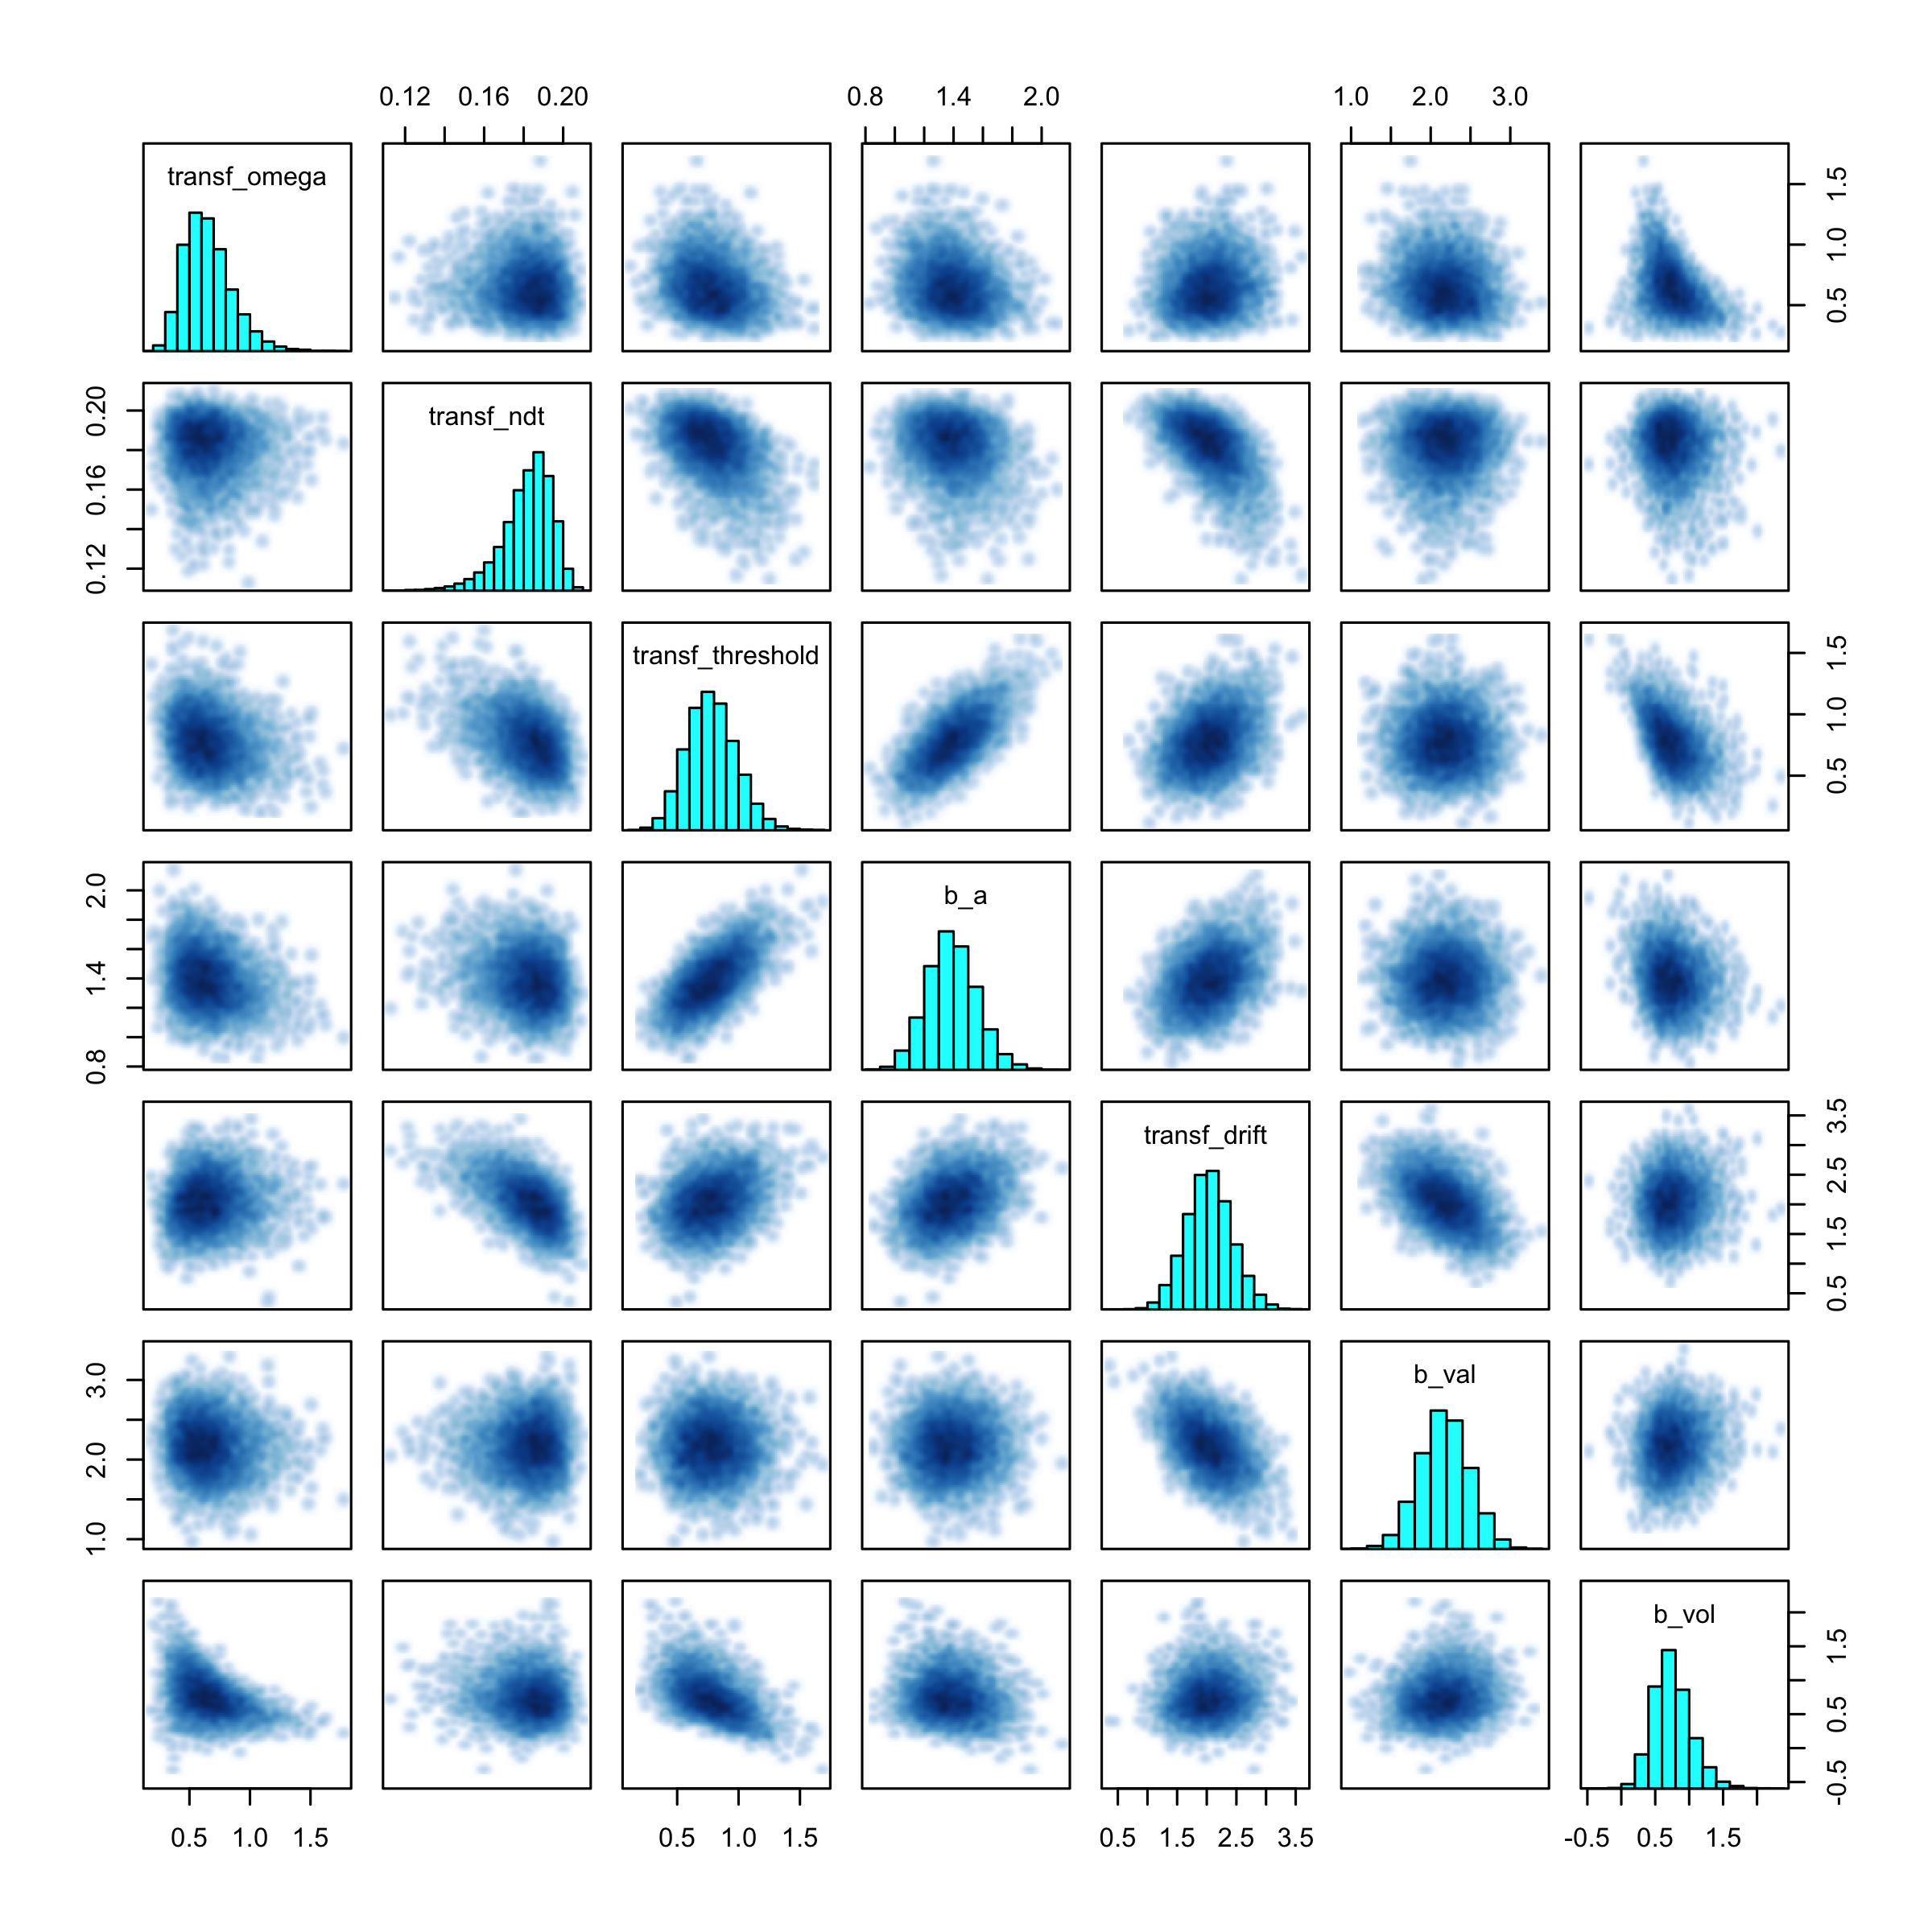 0.12 0.16 0.20 0.8 1.4 2.0 1.0 2.0 3.0
transf_omega
0.5 1.0 1.5
0.12 0.16 0.20
transf_ndt
transf_threshold
0.5 1.0 1.5
0.8 1.4 2.0
b_a
transf_drift
0.5 1.5 2.5 3.5
1.0 2.0 3.0
b_val
b_vol
-0.5 0.5 1.5
0.5 1.0 1.5 0.5 1.0 1.5 0.5 1.5 2.5 3.5 -0.5 0.5 1.5